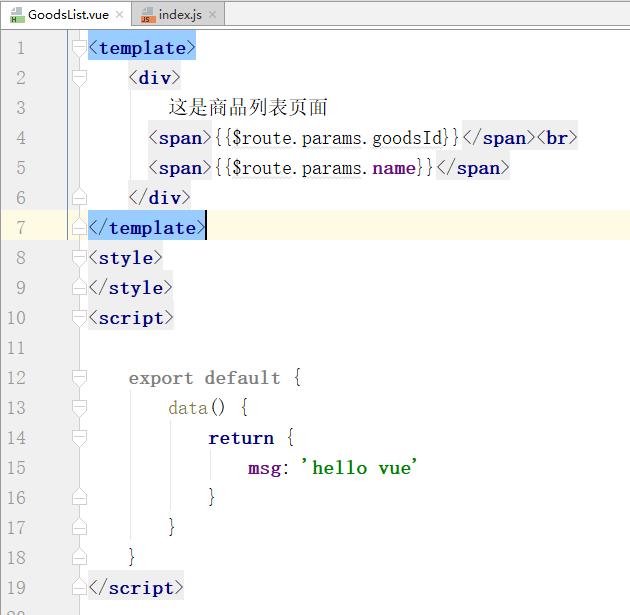 GoodsList.vue index.js
1 <template>
2 <div>
3 这是商品列表页面
4 <span>{{$route.params.goodsId}}</span><br>
5 <span>{{$route.params.name}}</span>
6 </div>
7 </template>
8 <style>
9 </style>
10 <script>
11
12 export default {
13 data() {
14 return {
15 msg: 'hello vue'
16 }
17 }
18 }
19 </script>